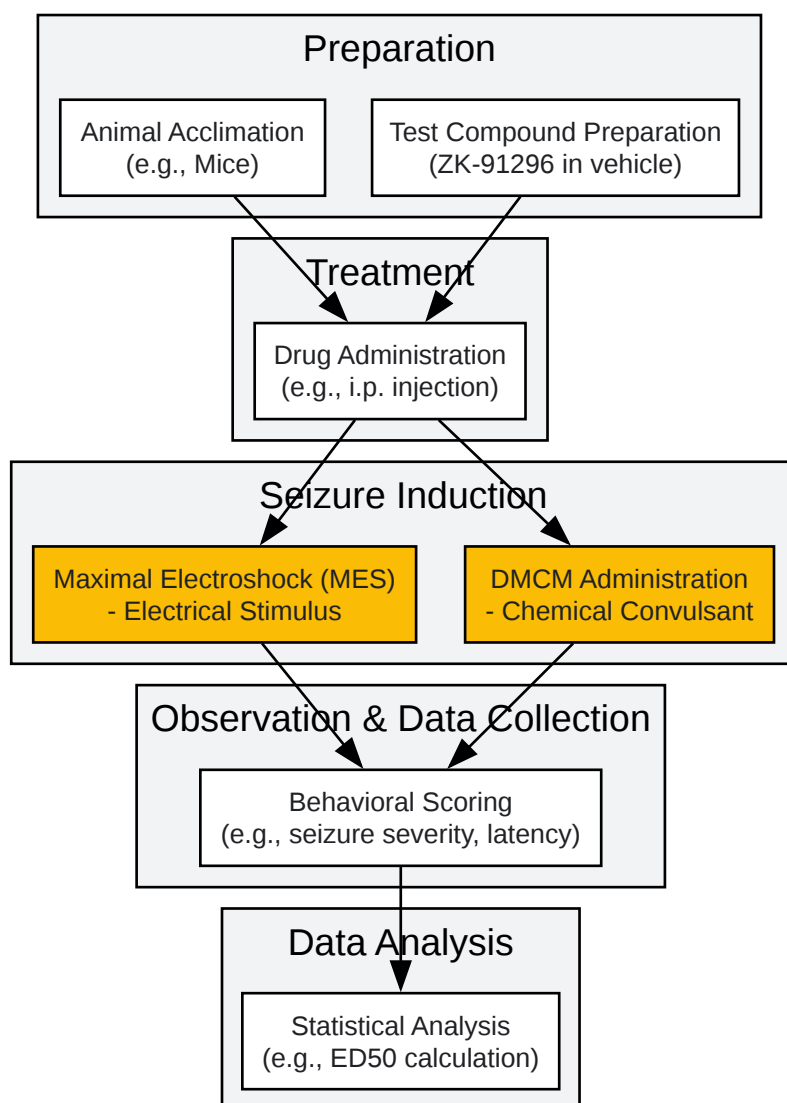 Preparation
Animal Acclimation
(e.g., Mice)
Test Compound Preparation
(ZK-91296 in vehicle)
Treatment
Drug Administration
(e.g., i.p. injection)
Seizure Induction
Maximal Electroshock (MES)
- Electrical Stimulus
DMCM Administration
- Chemical Convulsant
Observation & Data Collection
Behavioral Scoring
(e.g., seizure severity, latency)
Data Analysis
Statistical Analysis
(e.g., ED50 calculation)